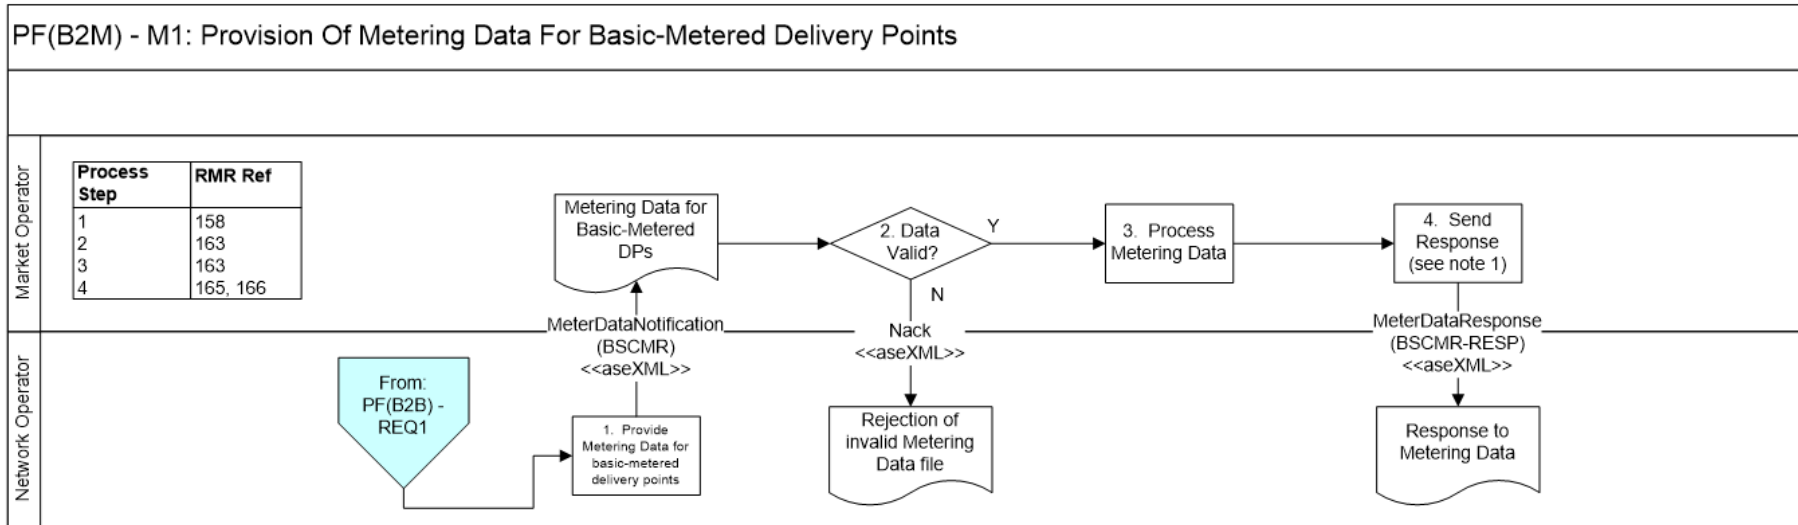 PF(B2M) - M1: Provision Of Metering Data For Basic-Metered Delivery Points
Market Operator
Process
Step
RMR Ref
1 158
2 163
3 163
4 165, 166
Metering Data for
Basic-Metered
DPs
2. Data
Valid?
Y
N
3. Process
Metering Data
4. Send
Response
(see note 1)
MeterDataNotification
(BSCMR)
<<aseXML>>
Nack
<<aseXML>>
MeterDataResponse
(BSCMR-RESP)
<<aseXML>>
Network Operator
From:
PF(B2B) -
REQ1
1. Provide
Metering Data for
basic-metered
delivery points
Rejection of
invalid Metering
Data file
Response to
Metering Data